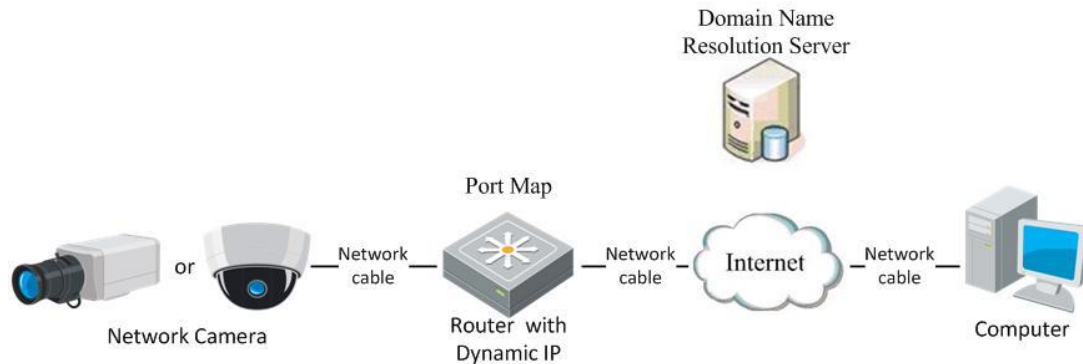 Domain Name
Resolution Server
Port Map
or
Network
cable
Network
cable
Internet
Network
cable
Network Camera
Router with
Dynamic IP
Computer